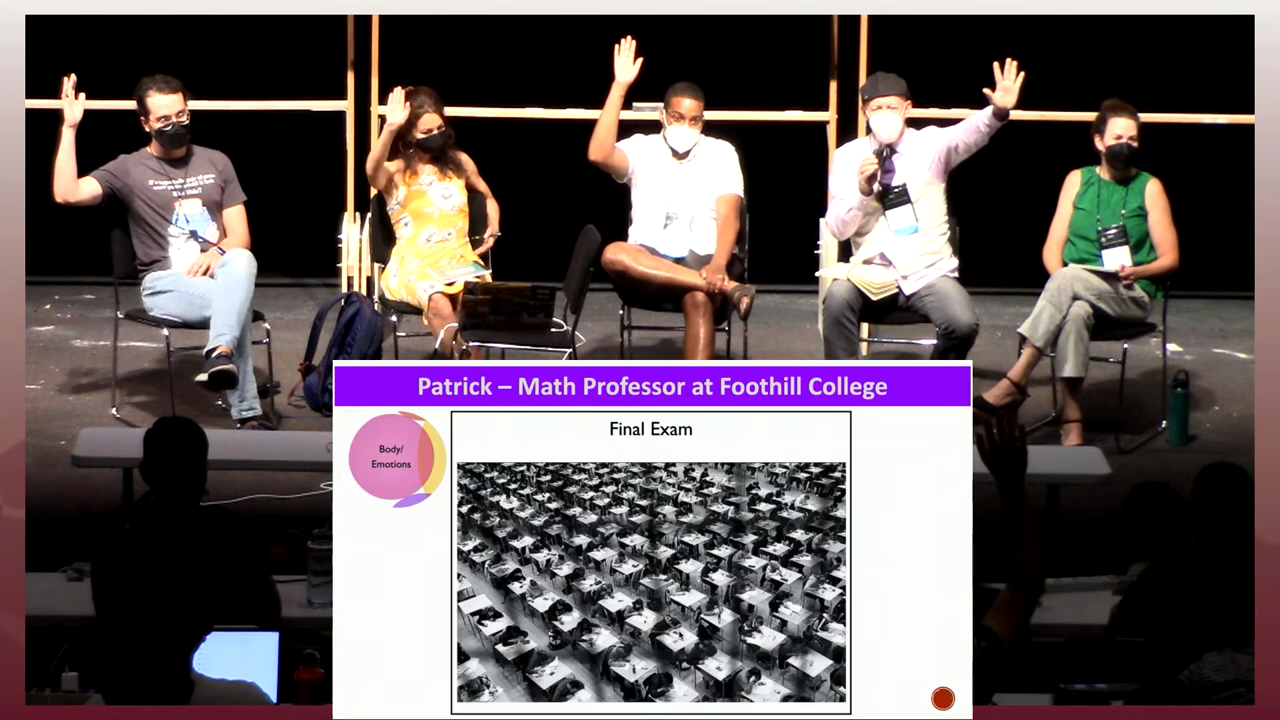 Patrick – Math Professor at Foothill College
Body/
Emotions
Final Exam